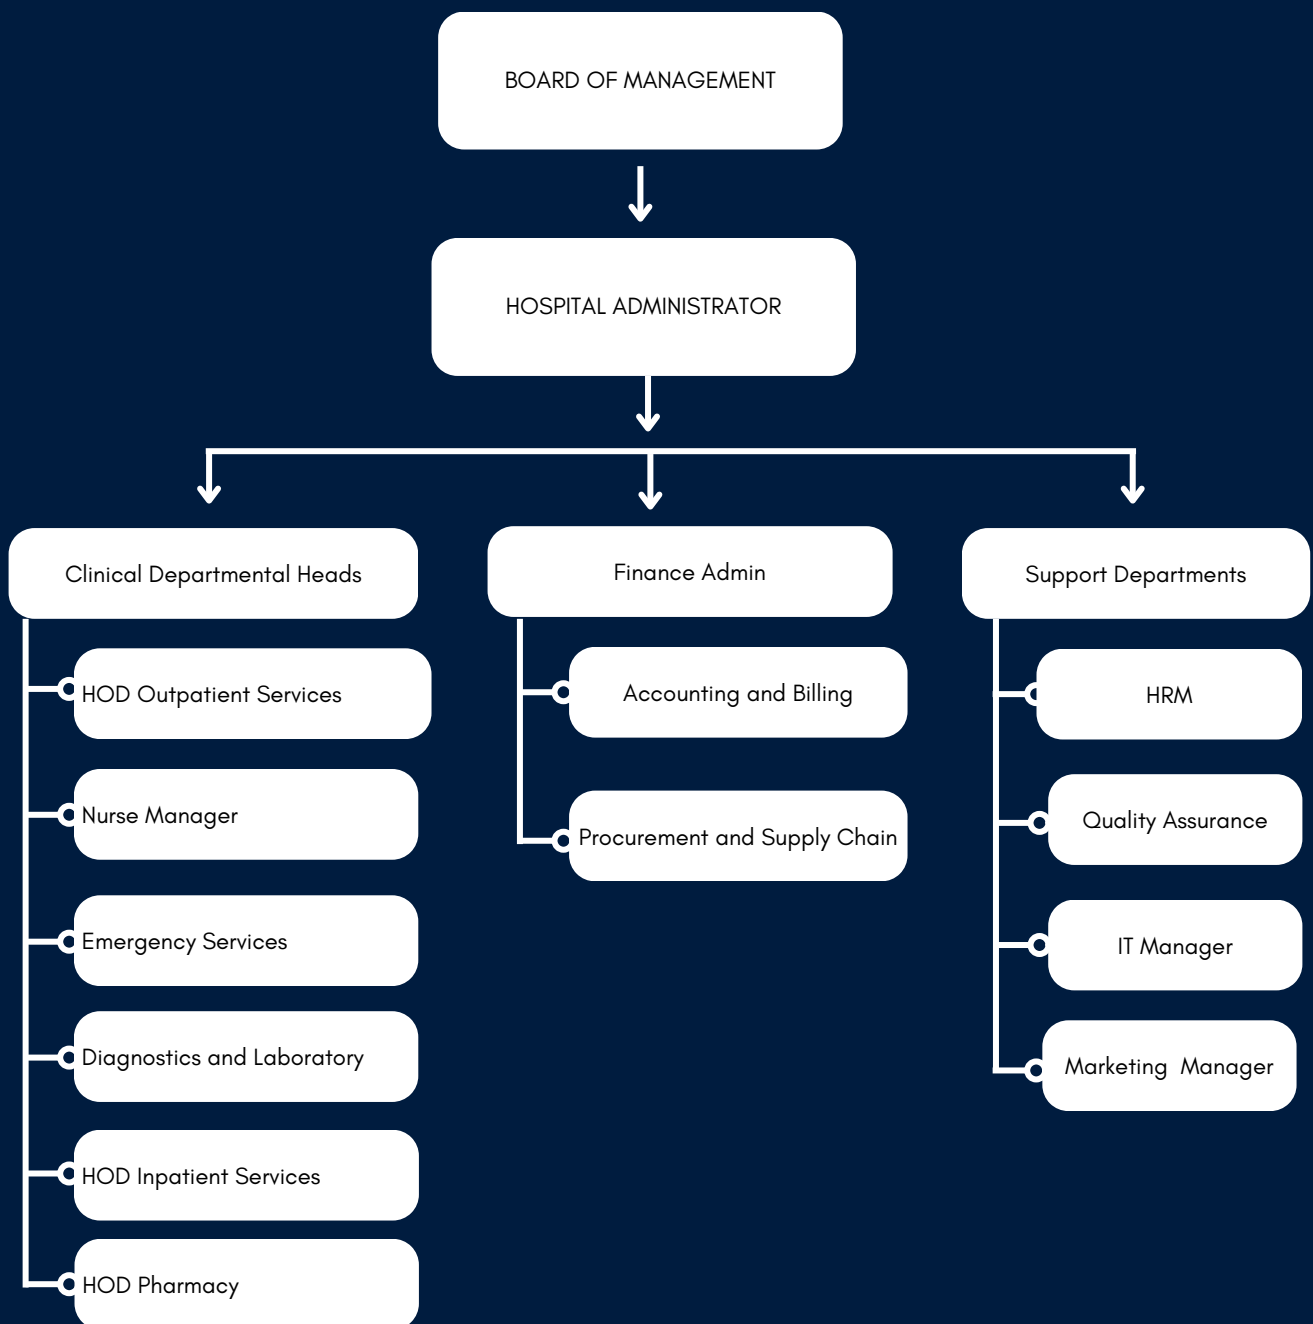 BOARD OF MANAGEMENT
HOSPITAL ADMINISTRATOR
Clinical Departmental Heads
HOD Outpatient Services
Nurse Manager
Emergency Services
Diagnostics and Laboratory
HOD Inpatient Services
HOD Pharmacy
Finance Admin
Accounting and Billing
Procurement and Supply Chain
Support Departments
HRM
Quality Assurance
IT Manager
Marketing  Manager